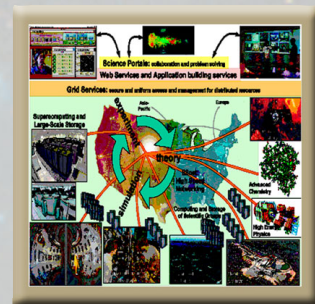 Science Portals: collaboration and problem solving
Web Services and Application building services
Grid Services: secure and uniform access and management for distributed resources
Supercomputing and
Large-Scale Storage
Asia-
Pacific
Europe
experiment
theory
simulation
Networking
Computing and Storage
of Scientific Groups
Advanced
Chemistry
High Energy
Physics